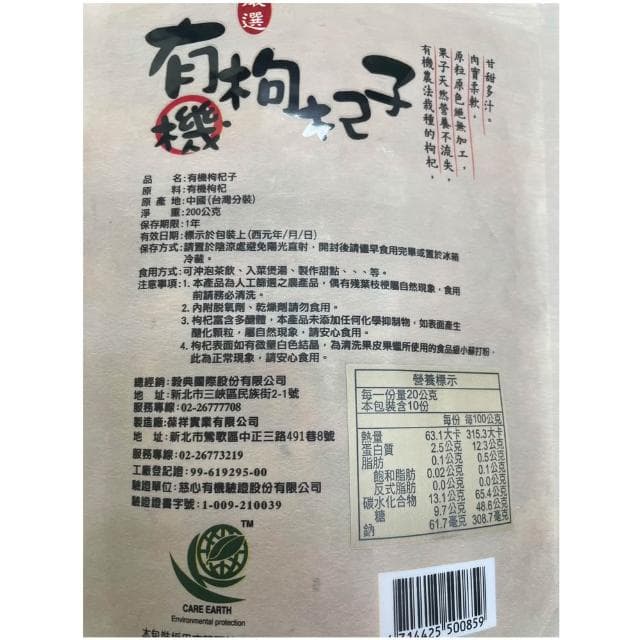 嚴選
有機枸杞子
甘甜多汁。
肉實柔軟，
原粒原色絕無加工，
果子天然營養不流失，
有機農法栽種的枸杞，
品　名:有機枸杞子
原　料:有機枸杞
原 產 地:中國(台灣分裝)
淨　重:200公克
保存期限:1年
有效日期:標示於包裝上(西元年/月/日)
保存方式:請置於陰涼處避免陽光直射，開封後請儘早食用完畢或置於冰箱
冷藏。
食用方式:可沖泡茶飲、入菜煲湯、製作甜點、、、等。
注意事項:1. 本產品為人工篩選之農產品，偶有殘葉枝梗屬自然現象，食用
前請務必清洗。
2. 內附脫氧劑、乾燥劑請勿食用。
3. 枸杞富含多醣體，本產品未添加任何化學抑制物，如表面產生
醣化顆粒，屬自然現象，請安心食用。
4. 枸杞表面如有微量白色結晶，為清洗果皮果蠟所使用的食品級小蘇打粉，
此為正常現象，請安心食用。
總經銷:毅典國際股份有限公司
地　址:新北市三峽區民族街2-1號
服務專線:02-26777708
製造廠:葆祥實業有限公司
地　址:新北市鶯歌區中正三路491巷8號
服務專線:02-26773219
工廠登記證:99-619295-00
驗證單位:慈心有機驗證股份有限公司
驗證證書字號:1-009-210039
營養標示
每一份量20公克
本包裝含10份
每份 每100公克
熱量 63.1大卡 315.3大卡
蛋白質 2.5公克 12.3公克
脂肪 0.1公克 0.5公克
飽和脂肪 0.02公克 0.1公克
反式脂肪 0.0公克 0.0公克
碳水化合物 13.1公克 65.4公克
糖 9.7公克 48.6公克
鈉 61.7毫克 308.7毫克
TM
CARE EARTH
Environmental protection
4714425500859